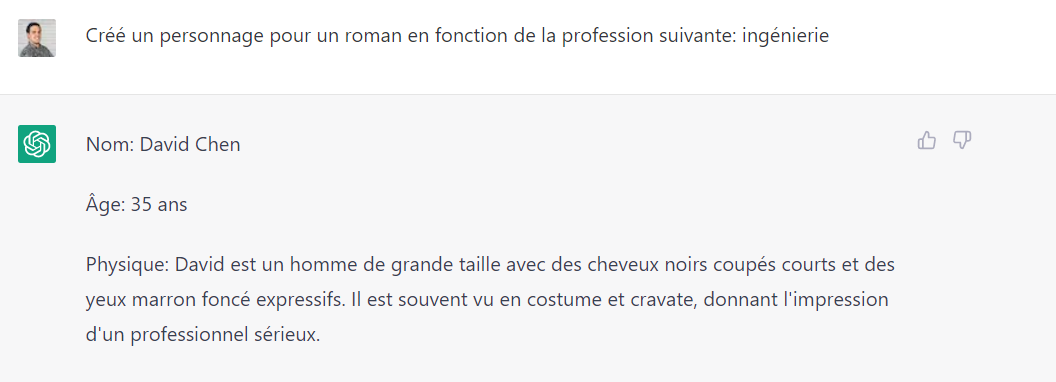 Créé un personnage pour un roman en fonction de la profession suivante: ingénierie
Nom: David Chen
Âge: 35 ans
Physique: David est un homme de grande taille avec des cheveux noirs coupés courts et des
yeux marron foncé expressifs. Il est souvent vu en costume et cravate, donnant l'impression
d'un professionnel sérieux.